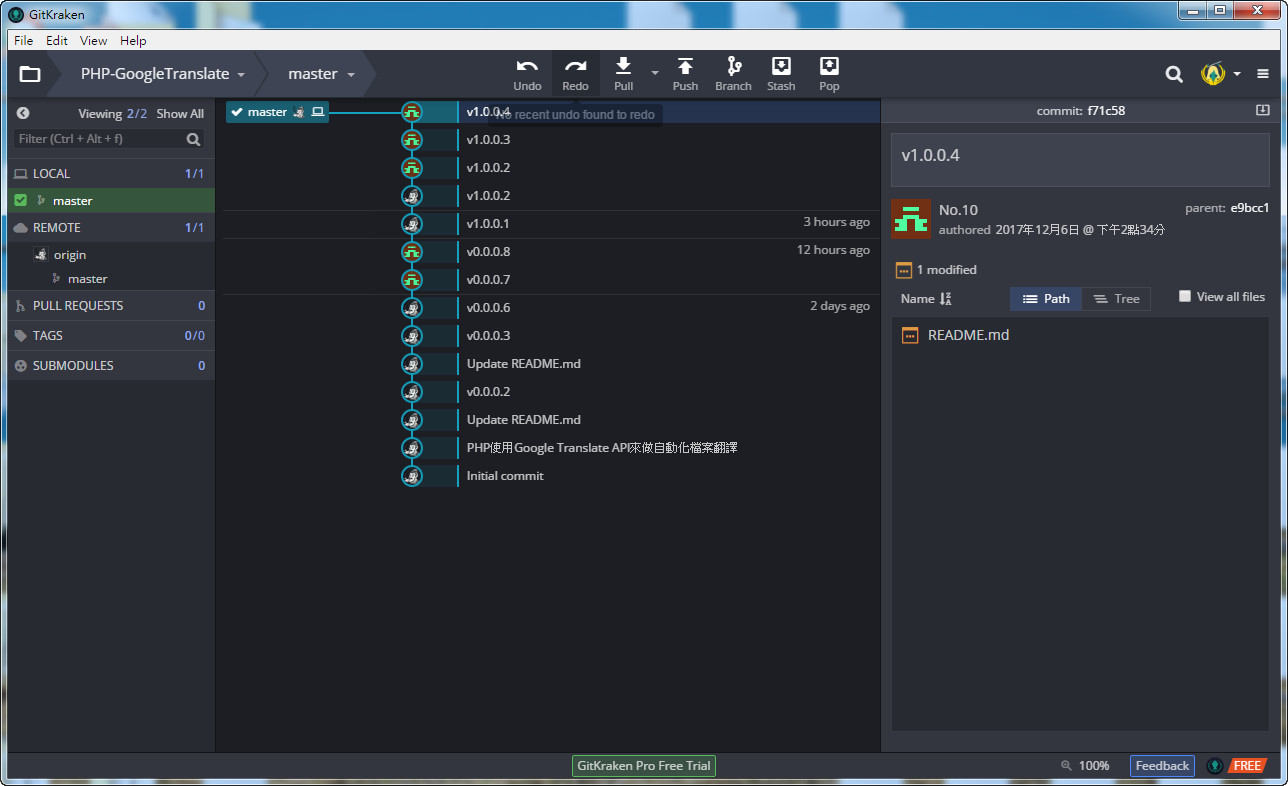 GitKraken
File Edit View Help
PHP-GoogleTranslate master
Undo Redo Pull Push Branch Stash Pop
Viewing 2/2 Show All
Filter (Ctrl + Alt + f)
LOCAL 1/1
master
REMOTE 1/1
origin
master
PULL REQUESTS 0
TAGS 0/0
SUBMODULES 0
master v1.0.0.4
No recent undo found to redo
v1.0.0.3
v1.0.0.2
v1.0.0.2
v1.0.0.1 3 hours ago
v0.0.0.8 12 hours ago
v0.0.0.7
v0.0.0.6 2 days ago
v0.0.0.3
Update README.md
v0.0.0.2
Update README.md
PHP使用Google Translate API來做自動化檔案翻譯
Initial commit
commit: f71c58
v1.0.0.4
No.10 parent: e9bcc1
authored 2017年12月6日 @ 下午2點34分
1 modified
Name Path Tree View all files
README.md
GitKraken Pro Free Trial
100% Feedback FREE